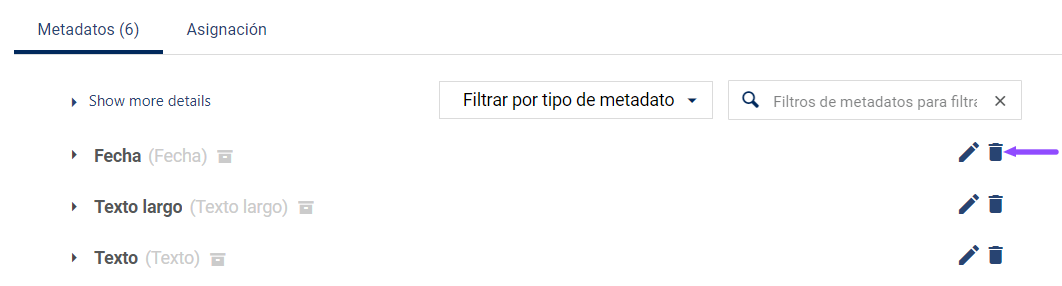 Metadatos (6) Asignación
Show more details Filtrar por tipo de metadato Filtros de metadatos para filtra
Fecha (Fecha)
Texto largo (Texto largo)
Texto (Texto)